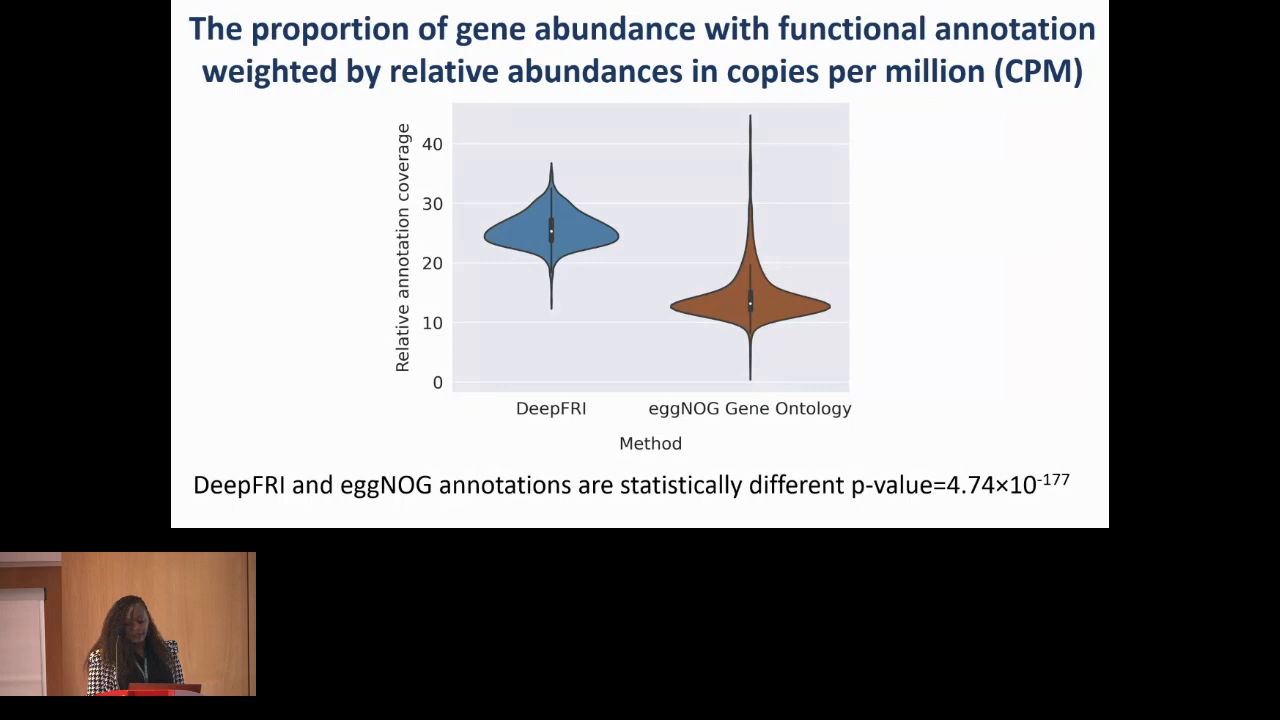 The proportion of gene abundance with functional annotation
weighted by relative abundances in copies per million (CPM)
Relative annotation coverage
40
30
20
10
0
DeepFRI
eggNOG Gene Ontology
Method
DeepFRI and eggNOG annotations are statistically different p-value=4.74×10⁻¹⁷⁷